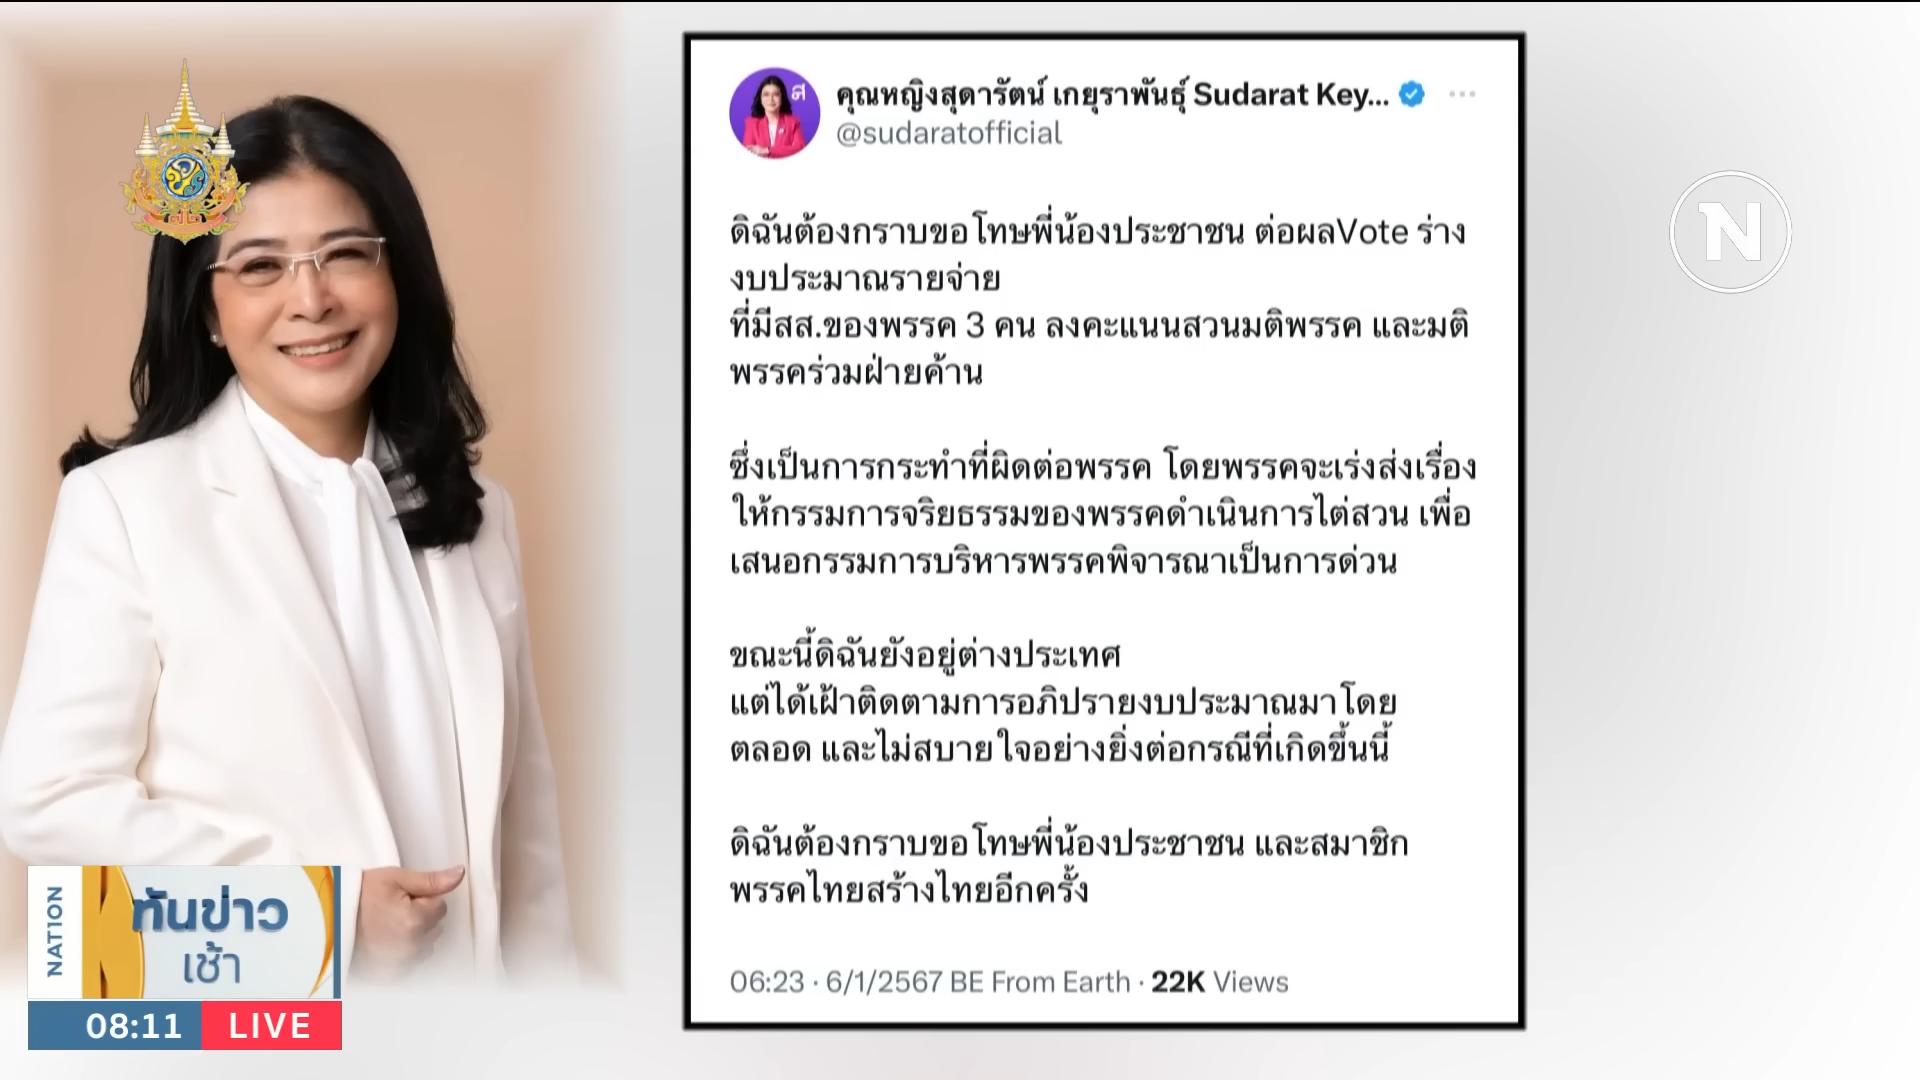 คุณหญิงสุดารัตน์ เกยุราพันธุ์ Sudarat Key...
@sudaratofficial
ดิฉันต้องกราบขอโทษพี่น้องประชาชน ต่อผลVote ร่าง
งบประมาณรายจ่าย
ที่มีสส.ของพรรค 3 คน ลงคะแนนสวนมติพรรค และมติ
พรรคร่วมฝ่ายค้าน
ซึ่งเป็นการกระทำที่ผิดต่อพรรค โดยพรรคจะเร่งส่งเรื่อง
ให้กรรมการจริยธรรมของพรรคดำเนินการไต่สวน เพื่อ
เสนอกรรมการบริหารพรรคพิจารณาเป็นการด่วน
ขณะนี้ดิฉันยังอยู่ต่างประเทศ
แต่ได้เฝ้าติดตามการอภิปรายงบประมาณมาโดย
ตลอด และไม่สบายใจอย่างยิ่งต่อกรณีที่เกิดขึ้นนี้
ดิฉันต้องกราบขอโทษพี่น้องประชาชน และสมาชิก
พรรคไทยสร้างไทยอีกครั้ง
06:23 · 6/1/2567 BE From Earth · 22K Views
N
NATION
ทันข่าว
เช้า
08:11 LIVE